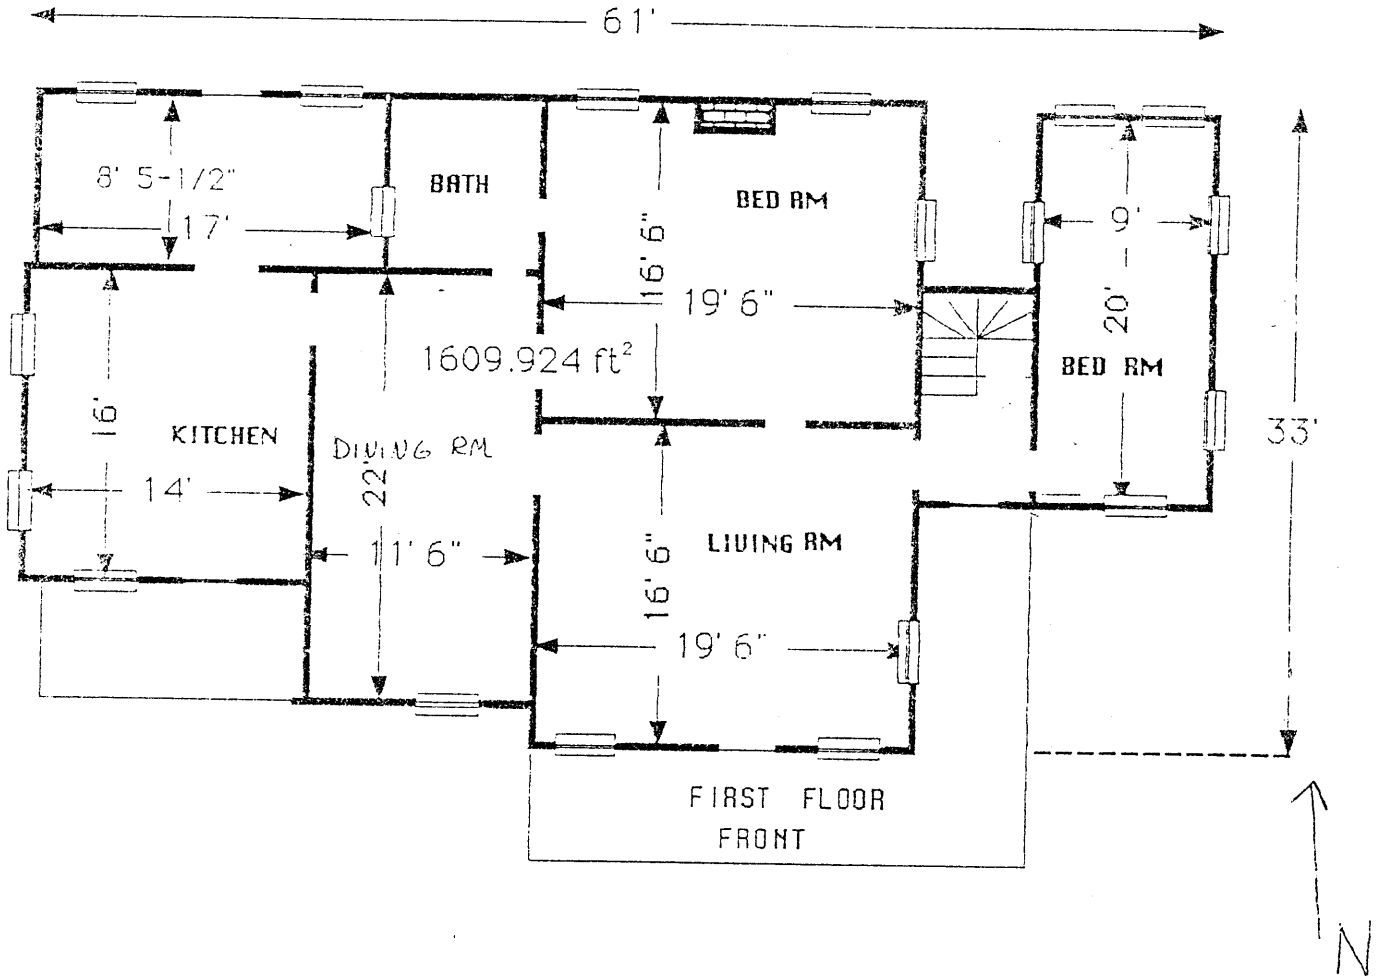 61'
8' 5-1/2"
17'
BATH
BED RM
16' 6"
19' 6"
9'
20'
BED RM
1609.924 ft²
16'
KITCHEN
14'
DINING RM
22'
11' 6"
33'
LIVING RM
16' 6"
19' 6"
FIRST FLOOR
FRONT
N